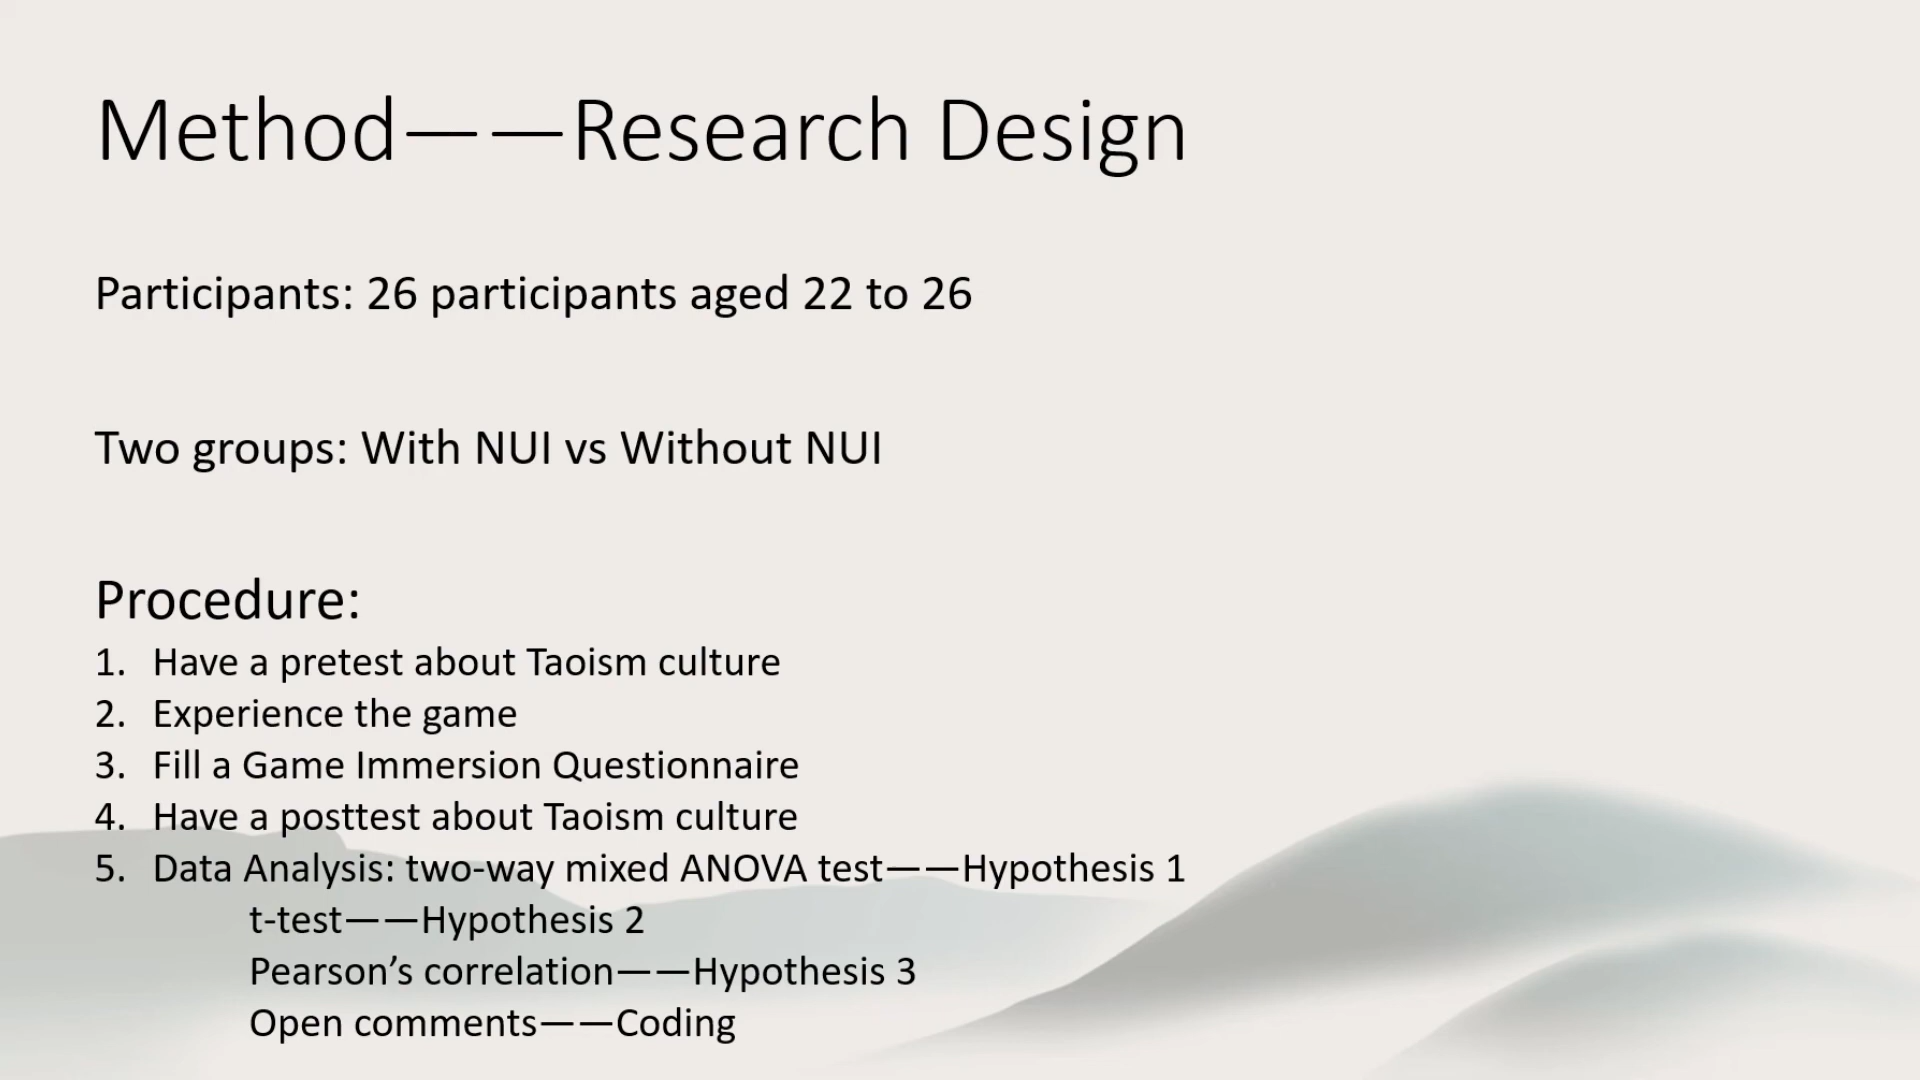 Method——Research Design
Participants: 26 participants aged 22 to 26
Two groups: With NUI vs Without NUI
Procedure:
1. Have a pretest about Taoism culture
2. Experience the game
3. Fill a Game Immersion Questionnaire
4. Have a posttest about Taoism culture
5. Data Analysis: two-way mixed ANOVA test——Hypothesis 1
t-test——Hypothesis 2
Pearson’s correlation——Hypothesis 3
Open comments——Coding